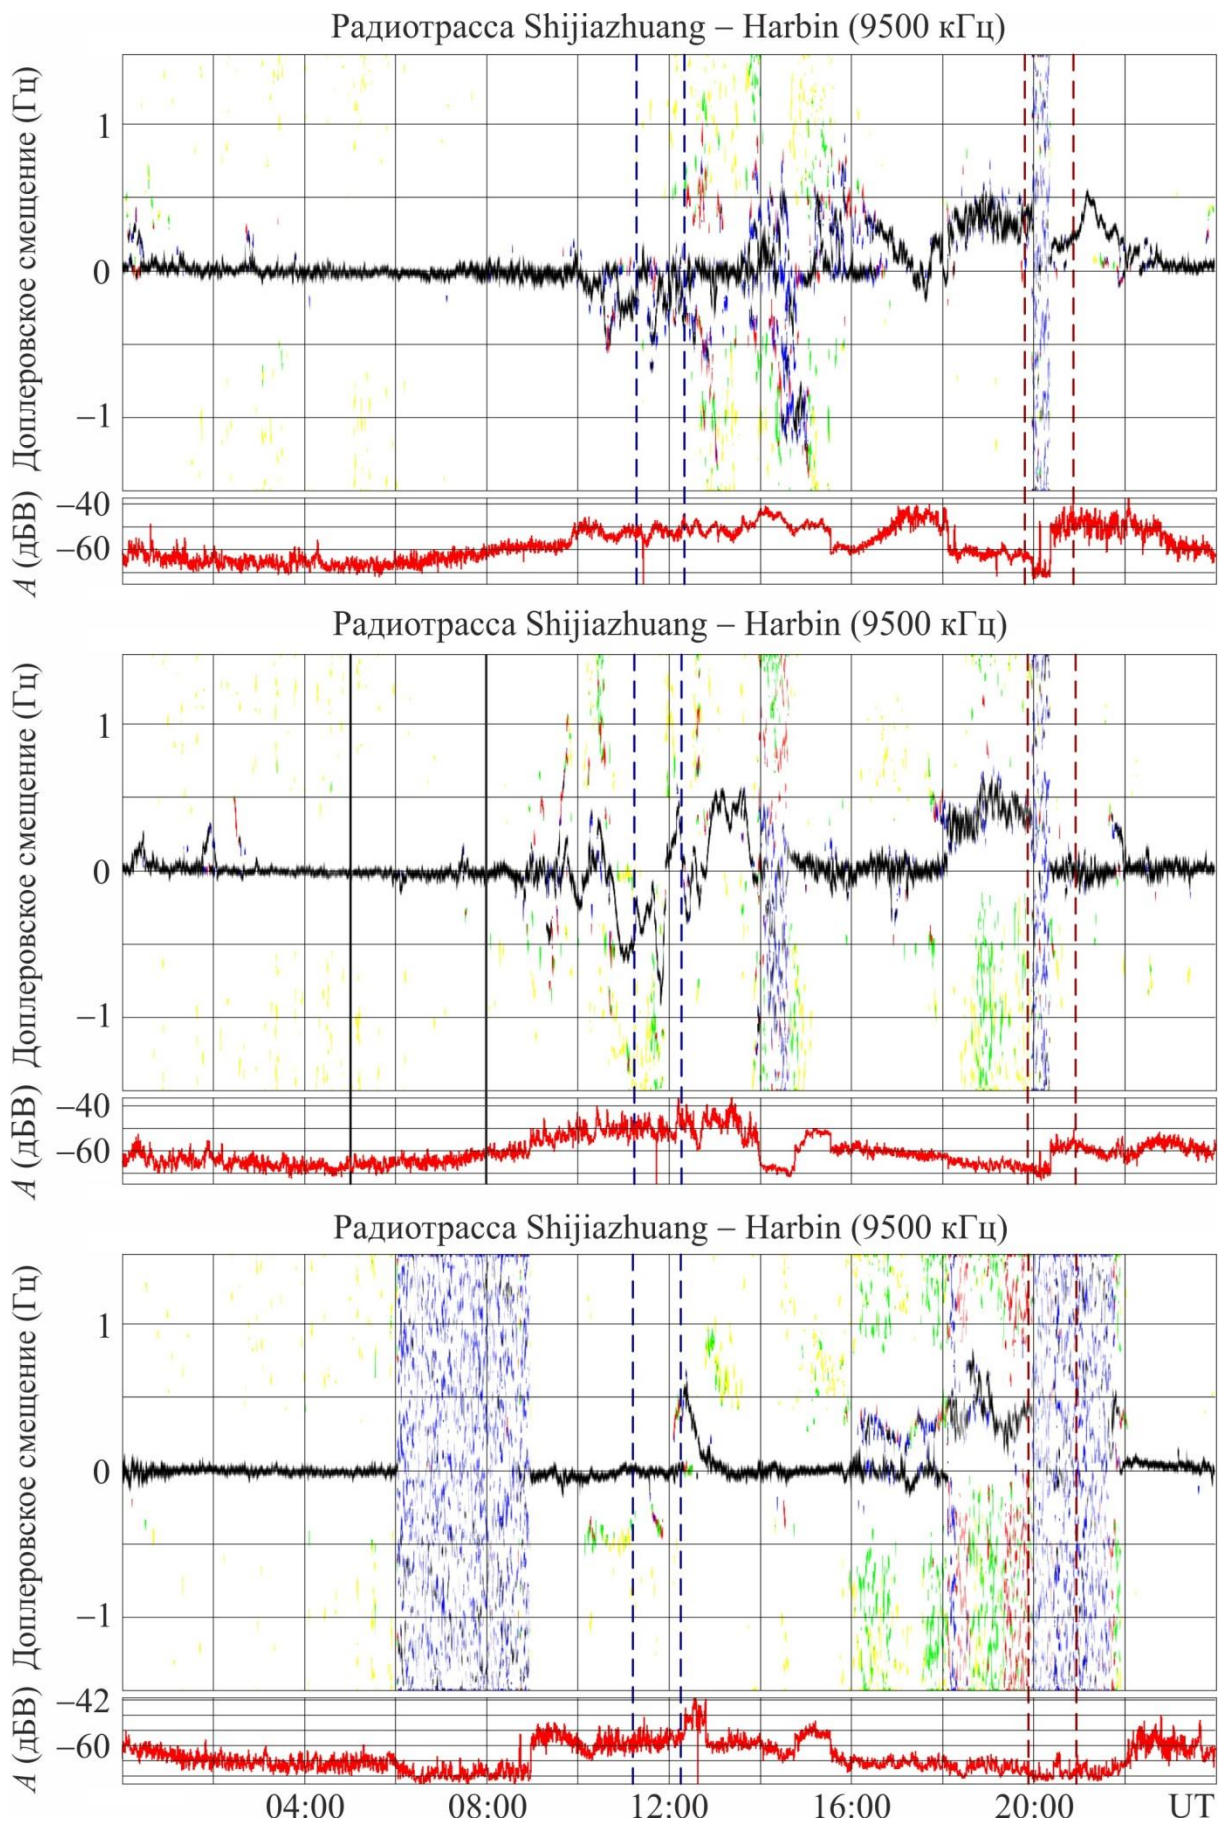 Радиотрасса Shijiazhuang – Harbin (9500 кГц)
Доплеровское смещение (Гц)
1
0
−1
A (дБВ)
−40
−60
Радиотрасса Shijiazhuang – Harbin (9500 кГц)
Доплеровское смещение (Гц)
1
0
−1
A (дБВ)
−40
−60
Радиотрасса Shijiazhuang – Harbin (9500 кГц)
Доплеровское смещение (Гц)
1
0
−1
A (дБВ)
−42
−60
04:00 08:00 12:00 16:00 20:00 UT